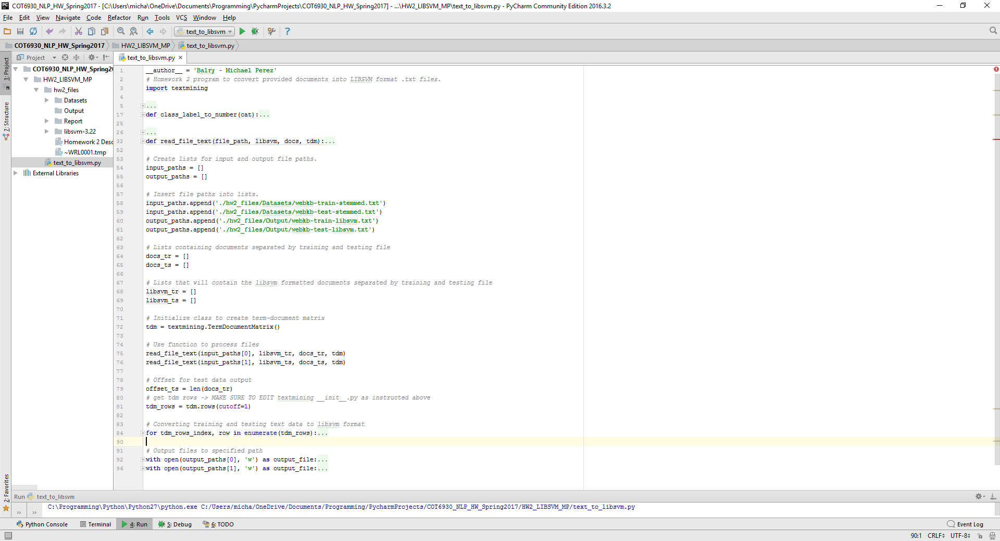 PC COT6930_NLP_HW_Spring2017 - [C:\Users\micha\OneDrive\Documents\Programming\PycharmProjects\COT6930_NLP_HW_Spring2017] - ...\HW2_LIBSVM_MP\text_to_libsvm.py - PyCharm Community Edition 2016.3.2
File Edit View Navigate Code Refactor Run Tools VCS Window Help
text_to_libsvm
COT6930_NLP_HW_Spring2017 HW2_LIBSVM_MP text_to_libsvm.py
1: Project
7: Structure
2: Favorites
Project
COT6930_NLP_HW_Spring2
HW2_LIBSVM_MP
hw2_files
Datasets
Output
Report
libsvm-3.22
Homework 2 Desc
~WRL0001.tmp
text_to_libsvm.py
External Libraries
text_to_libsvm.py
1 __author__ = 'Balry - Michael Perez'
2 # Homework 2 program to convert provided documents into LIBSVM format .txt files.
3 import textmining
4
5 ...
17 def class_label_to_number(cat):...
25
26 ...
32 def read_file_text(file_path, libsvm, docs, tdm):...
52
53 # Create lists for input and output file paths.
54 input_paths = []
55 output_paths = []
56
57 # Insert file paths into lists.
58 input_paths.append('./hw2_files/Datasets/webkb-train-stemmed.txt')
59 input_paths.append('./hw2_files/Datasets/webkb-test-stemmed.txt')
60 output_paths.append('./hw2_files/Output/webkb-train-libsvm.txt')
61 output_paths.append('./hw2_files/Output/webkb-test-libsvm.txt')
62
63 # Lists containing documents separated by training and testing file
64 docs_tr = []
65 docs_ts = []
66
67 # Lists that will contain the libsvm formatted documents separated by training and testing file
68 libsvm_tr = []
69 libsvm_ts = []
70
71 # Initialize class to create term-document matrix
72 tdm = textmining.TermDocumentMatrix()
73
74 # Use function to process files
75 read_file_text(input_paths[0], libsvm_tr, docs_tr, tdm)
76 read_file_text(input_paths[1], libsvm_ts, docs_ts, tdm)
77
78 # Offset for test data output
79 offset_ts = len(docs_tr)
80 # get tdm rows -> MAKE SURE TO EDIT textmining __init__.py as instructed above
81 tdm_rows = tdm.rows(cutoff=1)
82
83 # Converting training and testing text data to libsvm format
84 for tdm_rows_index, row in enumerate(tdm_rows):...
90
91 # Output files to specified path
92 with open(output_paths[0], 'w') as output_file:...
96 with open(output_paths[1], 'w') as output_file:...
Run text_to_libsvm
C:\Programming\Python\Python27\python.exe C:/Users/micha/OneDrive/Documents/Programming/PycharmProjects/COT6930_NLP_HW_Spring2017/HW2_LIBSVM_MP/text_to_libsvm.py
Python Console Terminal 4: Run 5: Debug 6: TODO Event Log
90:1 CRLF UTF-8